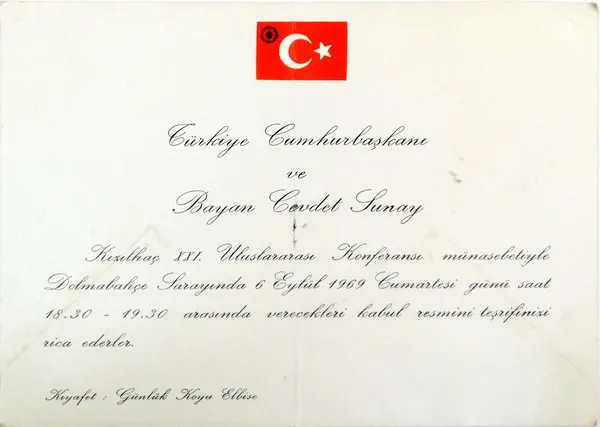 Türkiye Cumhurbaşkanı
ve
Bayan Cevdet Sunay
Kızılhaç XXI. Uluslararası Konferansı münasebetiyle
Dolmabahçe Sarayında 6 Eylül 1969 Cumartesi günü saat
18.30 - 19.30 arasında verecekleri kabul resmini teşrifinizi
rica ederler.
Kıyafet : Günlük Koyu Elbise